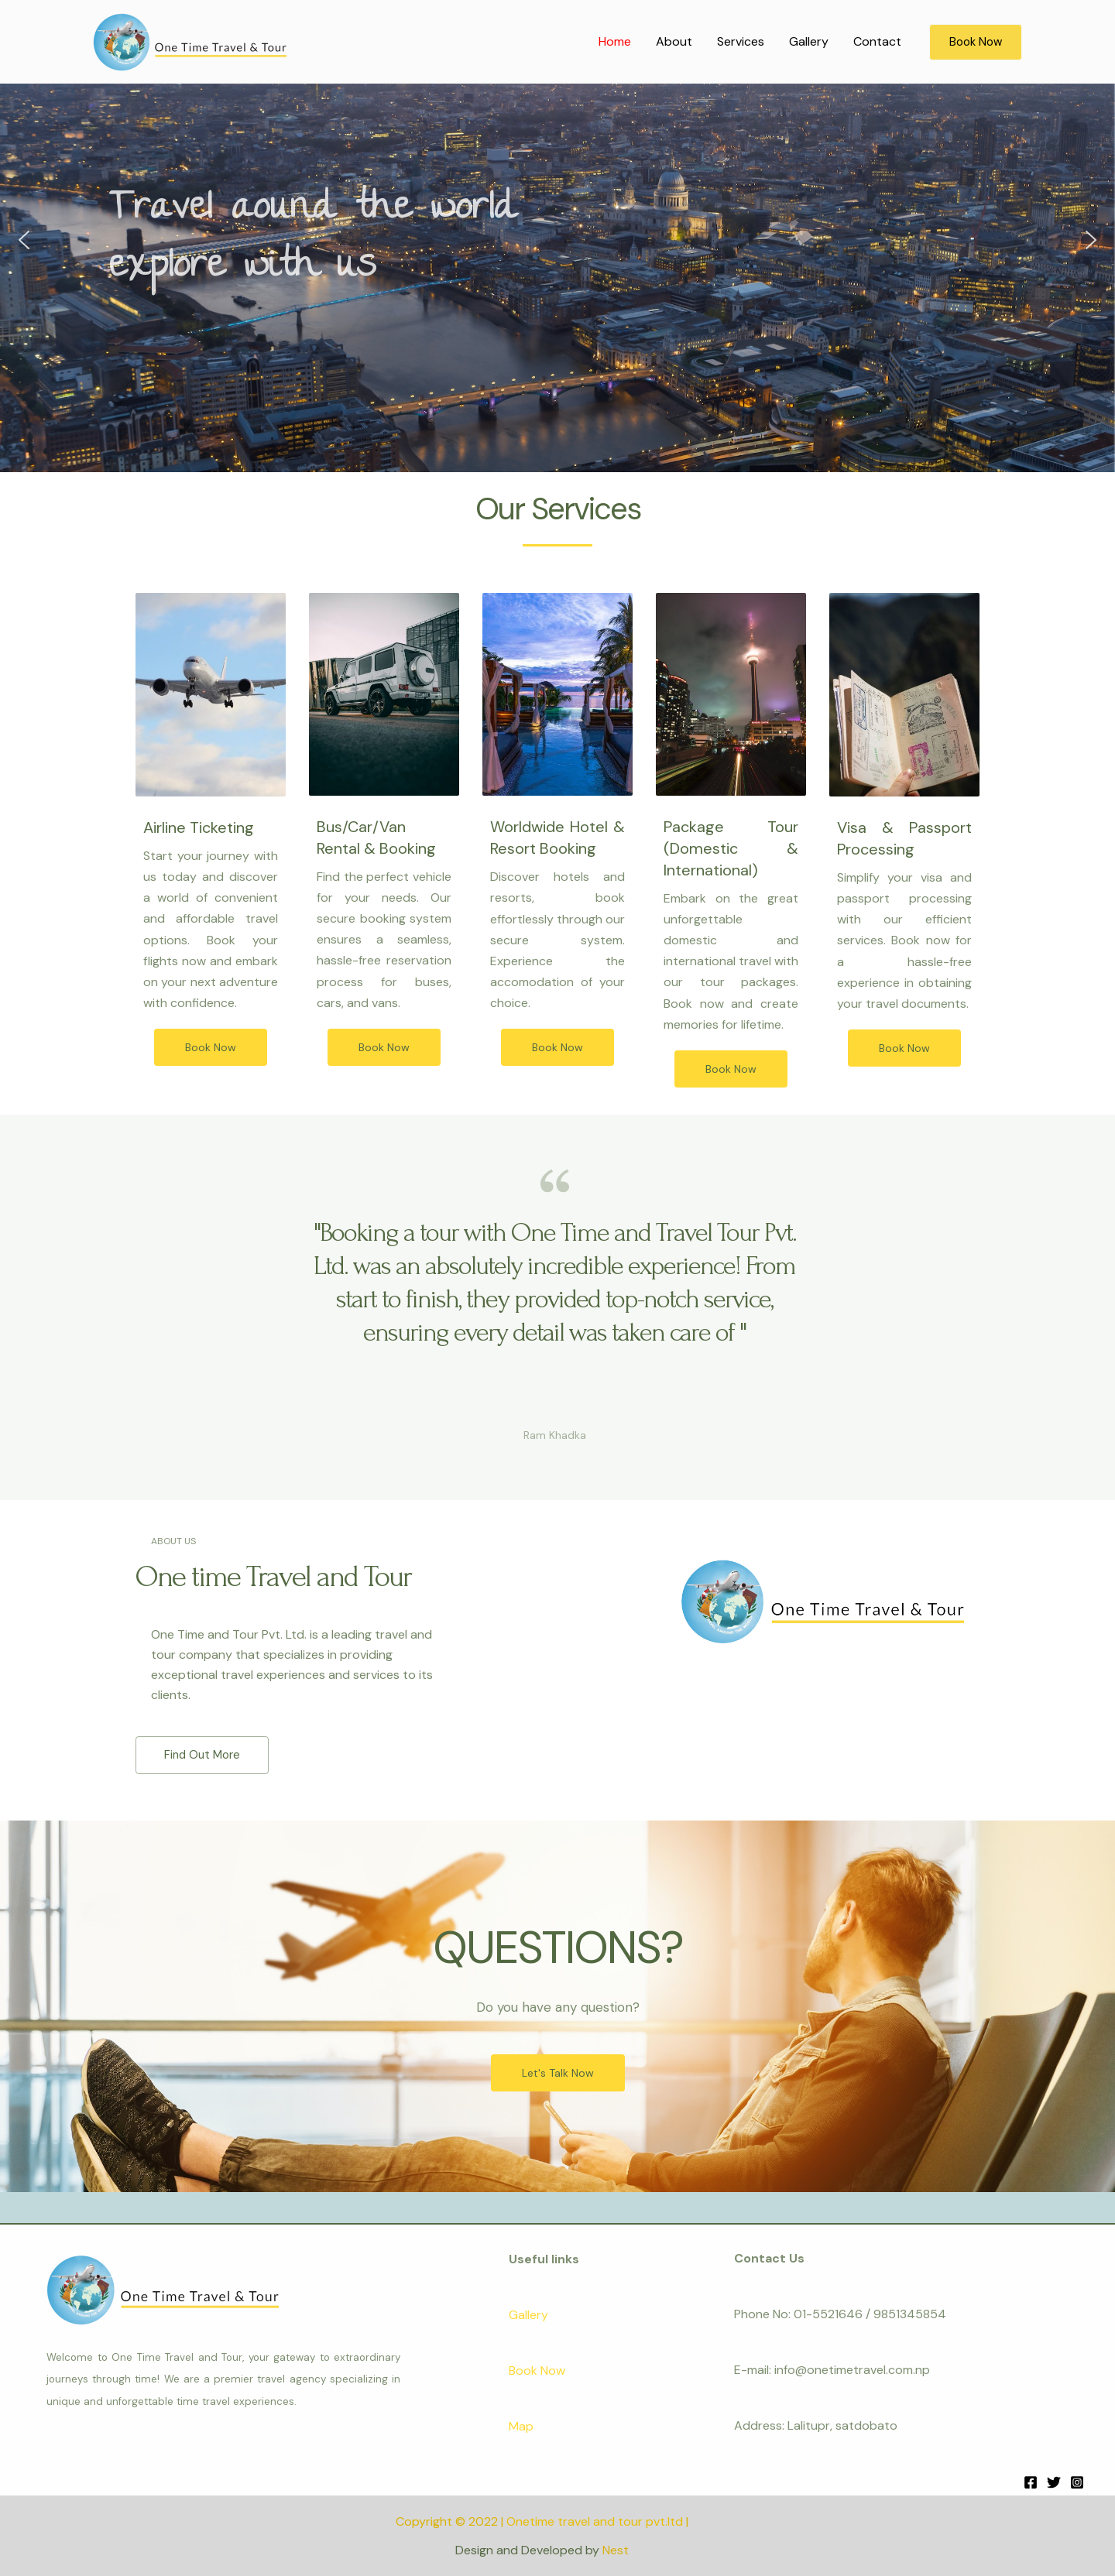 One Time Travel & Tour
Home About Services Gallery Contact Book Now
Travel aound the world
explore with us
Our Services
Airline Ticketing
Start your journey with
us today and discover
a world of convenient
and affordable travel
options. Book your
flights now and embark
on your next adventure
with confidence.
Book Now
Bus/Car/Van
Rental & Booking
Find the perfect vehicle
for your needs. Our
secure booking system
ensures a seamless,
hassle-free reservation
process for buses,
cars, and vans.
Book Now
Worldwide Hotel &
Resort Booking
Discover hotels and
resorts, book
effortlessly through our
secure system.
Experience the
accomodation of your
choice.
Book Now
Package Tour
(Domestic &
International)
Embark on the great
unforgettable
domestic and
international travel with
our tour packages.
Book now and create
memories for lifetime.
Book Now
Visa & Passport
Processing
Simplify your visa and
passport processing
with our efficient
services. Book now for
a hassle-free
experience in obtaining
your travel documents.
Book Now
“
"Booking a tour with One Time and Travel Tour Pvt.
Ltd. was an absolutely incredible experience! From
start to finish, they provided top-notch service,
ensuring every detail was taken care of "
Ram Khadka
ABOUT US
One time Travel and Tour
One Time and Tour Pvt. Ltd. is a leading travel and
tour company that specializes in providing
exceptional travel experiences and services to its
clients.
Find Out More
One Time Travel & Tour
QUESTIONS?
Do you have any question?
Let's Talk Now
One Time Travel & Tour
Welcome to One Time Travel and Tour, your gateway to extraordinary
journeys through time! We are a premier travel agency specializing in
unique and unforgettable time travel experiences.
Useful links
Gallery
Book Now
Map
Contact Us
Phone No: 01-5521646 / 9851345854
E-mail: info@onetimetravel.com.np
Address: Lalitupr, satdobato
Copyright © 2022 | Onetime travel and tour pvt.ltd |
Design and Developed by Nest